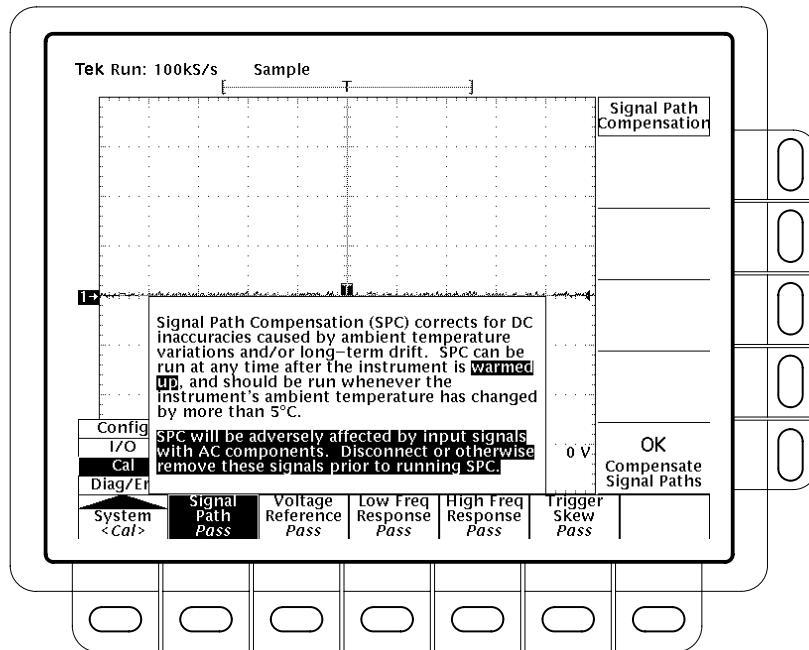 Tek Run: 100kS/s Sample
T
Signal Path
Compensation
T
1→
Signal Path Compensation (SPC) corrects for DC
inaccuracies caused by ambient temperature
variations and/or long–term drift. SPC can be
run at any time after the instrument is warmed
up, and should be run whenever the
instrument's ambient temperature has changed
by more than 5°C.
SPC will be adversely affected by input signals
with AC components. Disconnect or otherwise
remove these signals prior to running SPC.
0 V
OK
Compensate
Signal Paths
Config
I/O
Cal
Diag/Er
System
<Cal>
Signal
Path
Pass
Voltage
Reference
Pass
Low Freq
Response
Pass
High Freq
Response
Pass
Trigger
Skew
Pass